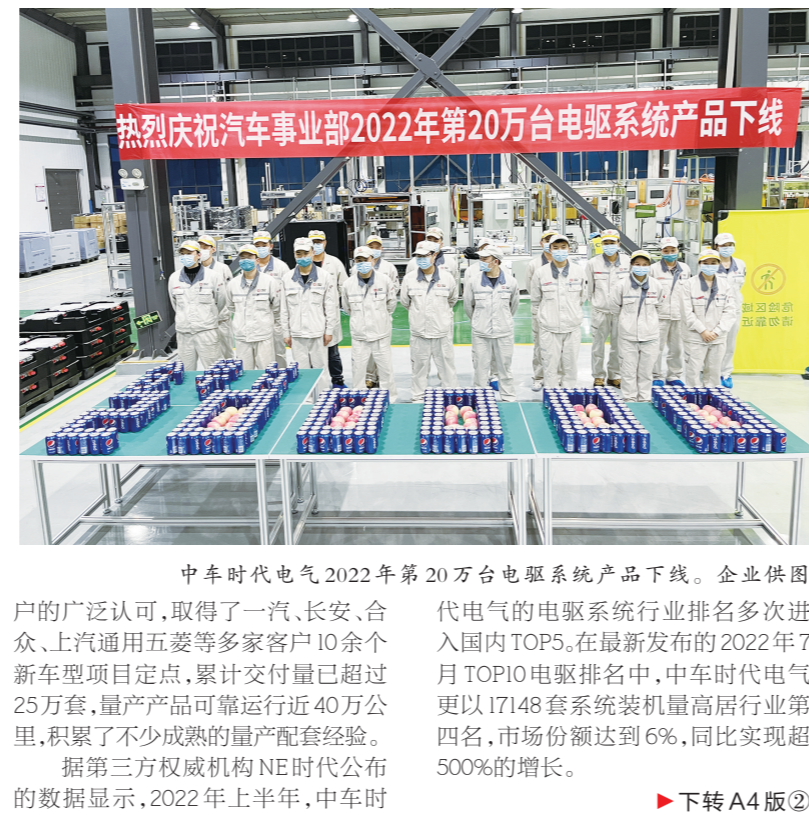 热烈庆祝汽车事业部2022年第20万台电驱系统产品下线
危险区域
请勿靠近
中车时代电气2022年第20万台电驱系统产品下线。企业供图
户的广泛认可,取得了一汽、长安、合
众、上汽通用五菱等多家客户10余个
新车型项目定点,累计交付量已超过
25万套,量产产品可靠运行近40万公
里,积累了不少成熟的量产配套经验。
据第三方权威机构NE时代公布
的数据显示,2022年上半年,中车时
代电气的电驱系统行业排名多次进
入国内TOP5。在最新发布的2022年7
月TOP10电驱排名中,中车时代电气
更以17148套系统装机量高居行业第
四名,市场份额达到6%,同比实现超
500%的增长。
▶下转A4版②